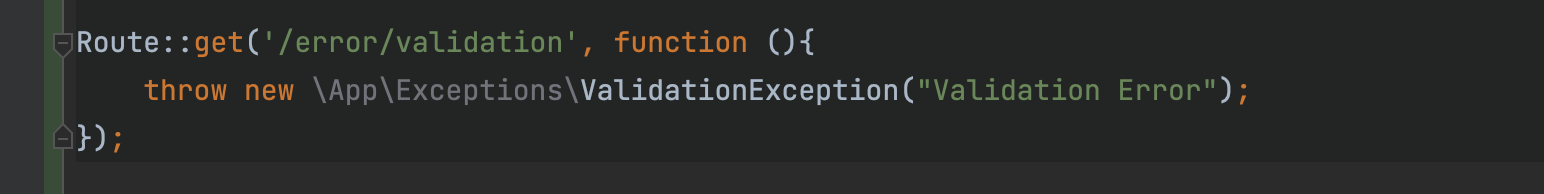 Route::get('/error/validation', function (){
    throw new \App\Exceptions\ValidationException("Validation Error");
});